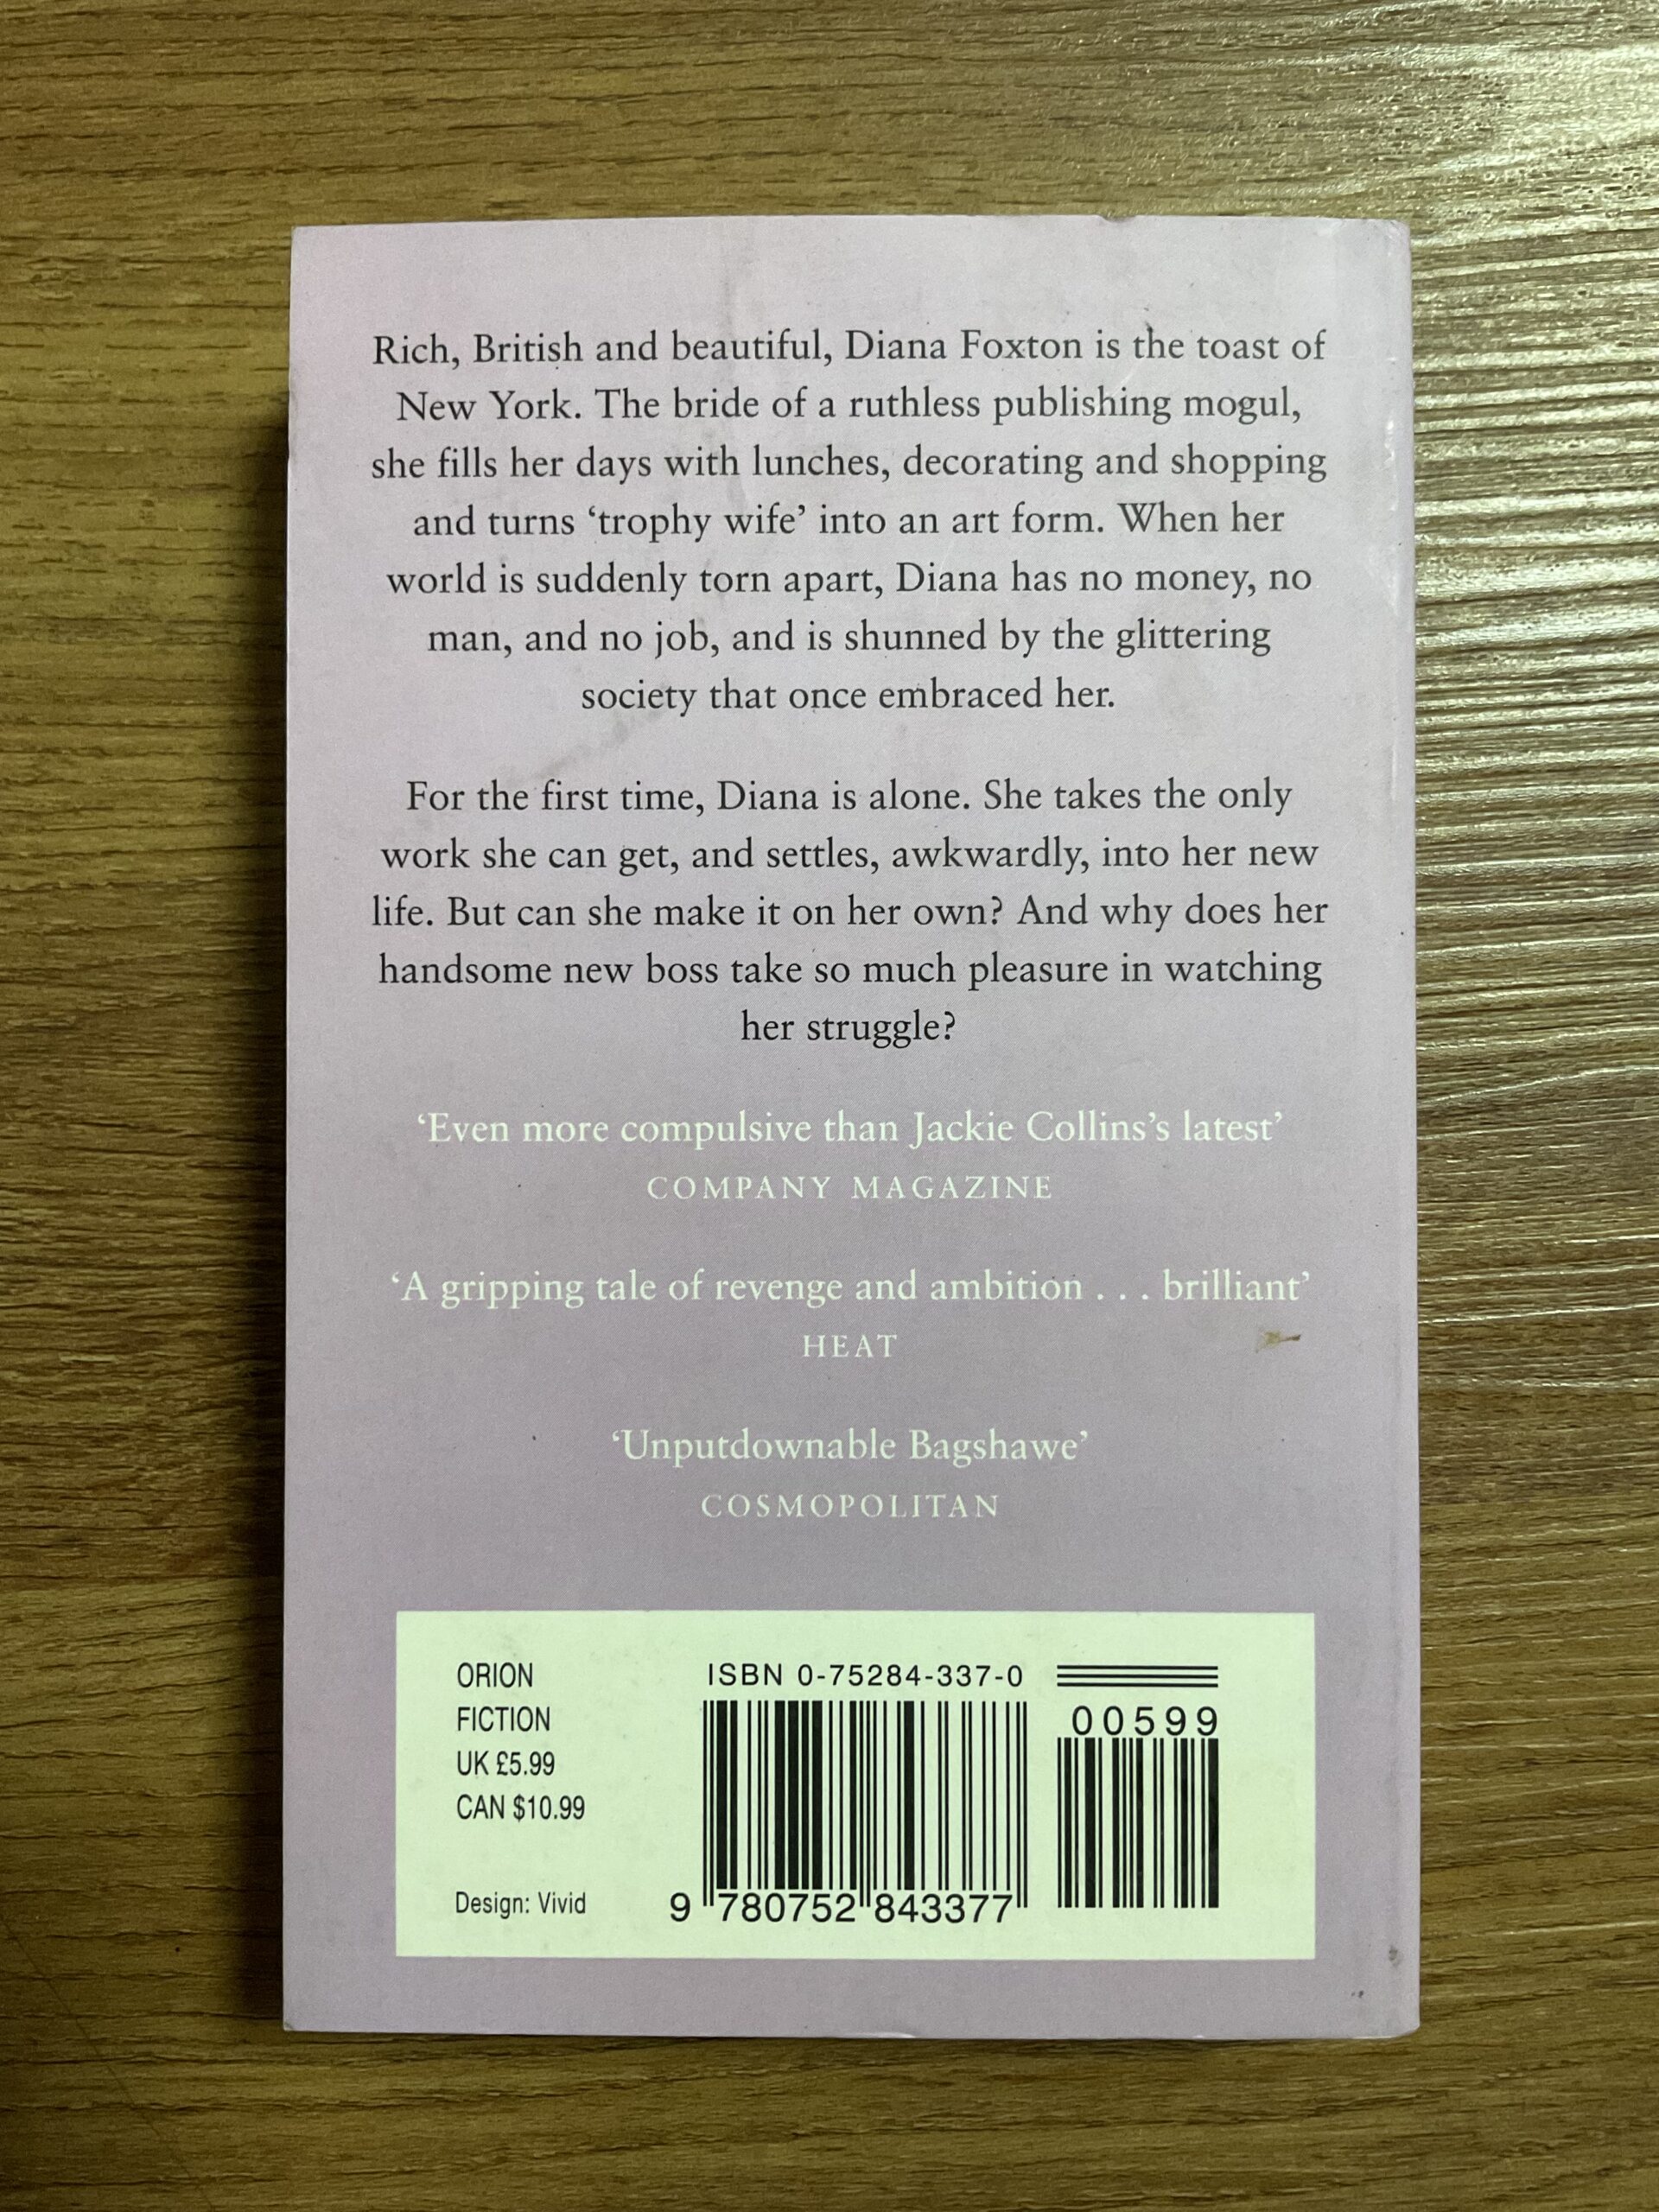 Rich, British and beautiful, Diana Foxton is the toast of
New York. The bride of a ruthless publishing mogul,
she fills her days with lunches, decorating and shopping
and turns ‘trophy wife’ into an art form. When her
world is suddenly torn apart, Diana has no money, no
man, and no job, and is shunned by the glittering
society that once embraced her.
For the first time, Diana is alone. She takes the only
work she can get, and settles, awkwardly, into her new
life. But can she make it on her own? And why does her
handsome new boss take so much pleasure in watching
her struggle?
‘Even more compulsive than Jackie Collins’s latest’
COMPANY MAGAZINE
‘A gripping tale of revenge and ambition . . . brilliant’
HEAT
‘Unputdownable Bagshawe’
COSMOPOLITAN
ORION
FICTION
UK £5.99
CAN $10.99
Design: Vivid
ISBN 0-75284-337-0
00599
9 780752 843377